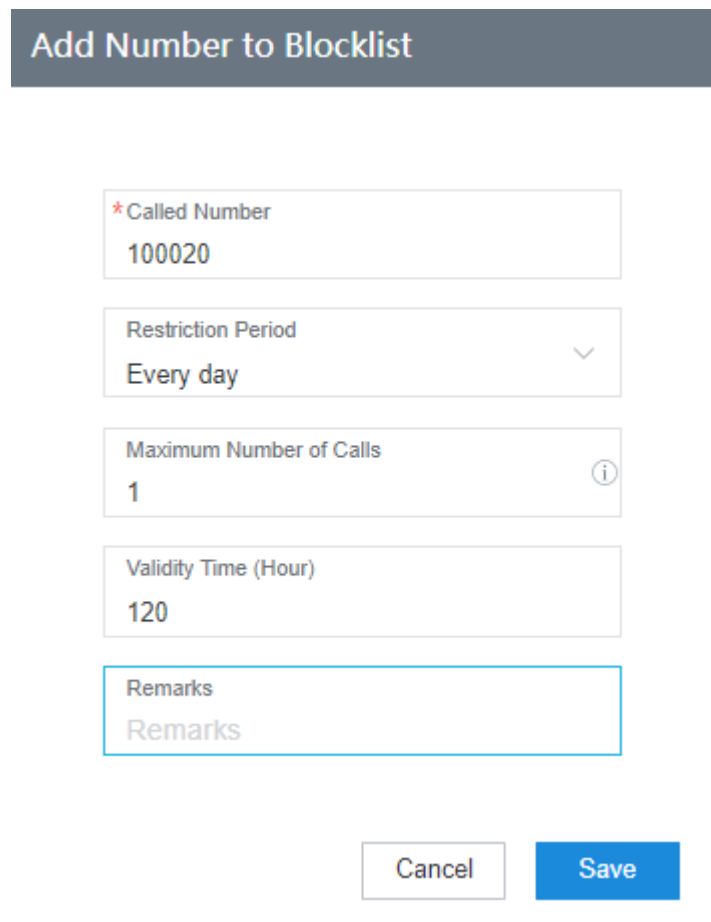 Add Number to Blocklist
*Called Number
100020
Restriction Period
Every day
Maximum Number of Calls
1
Validity Time (Hour)
120
Remarks
Remarks
Cancel Save